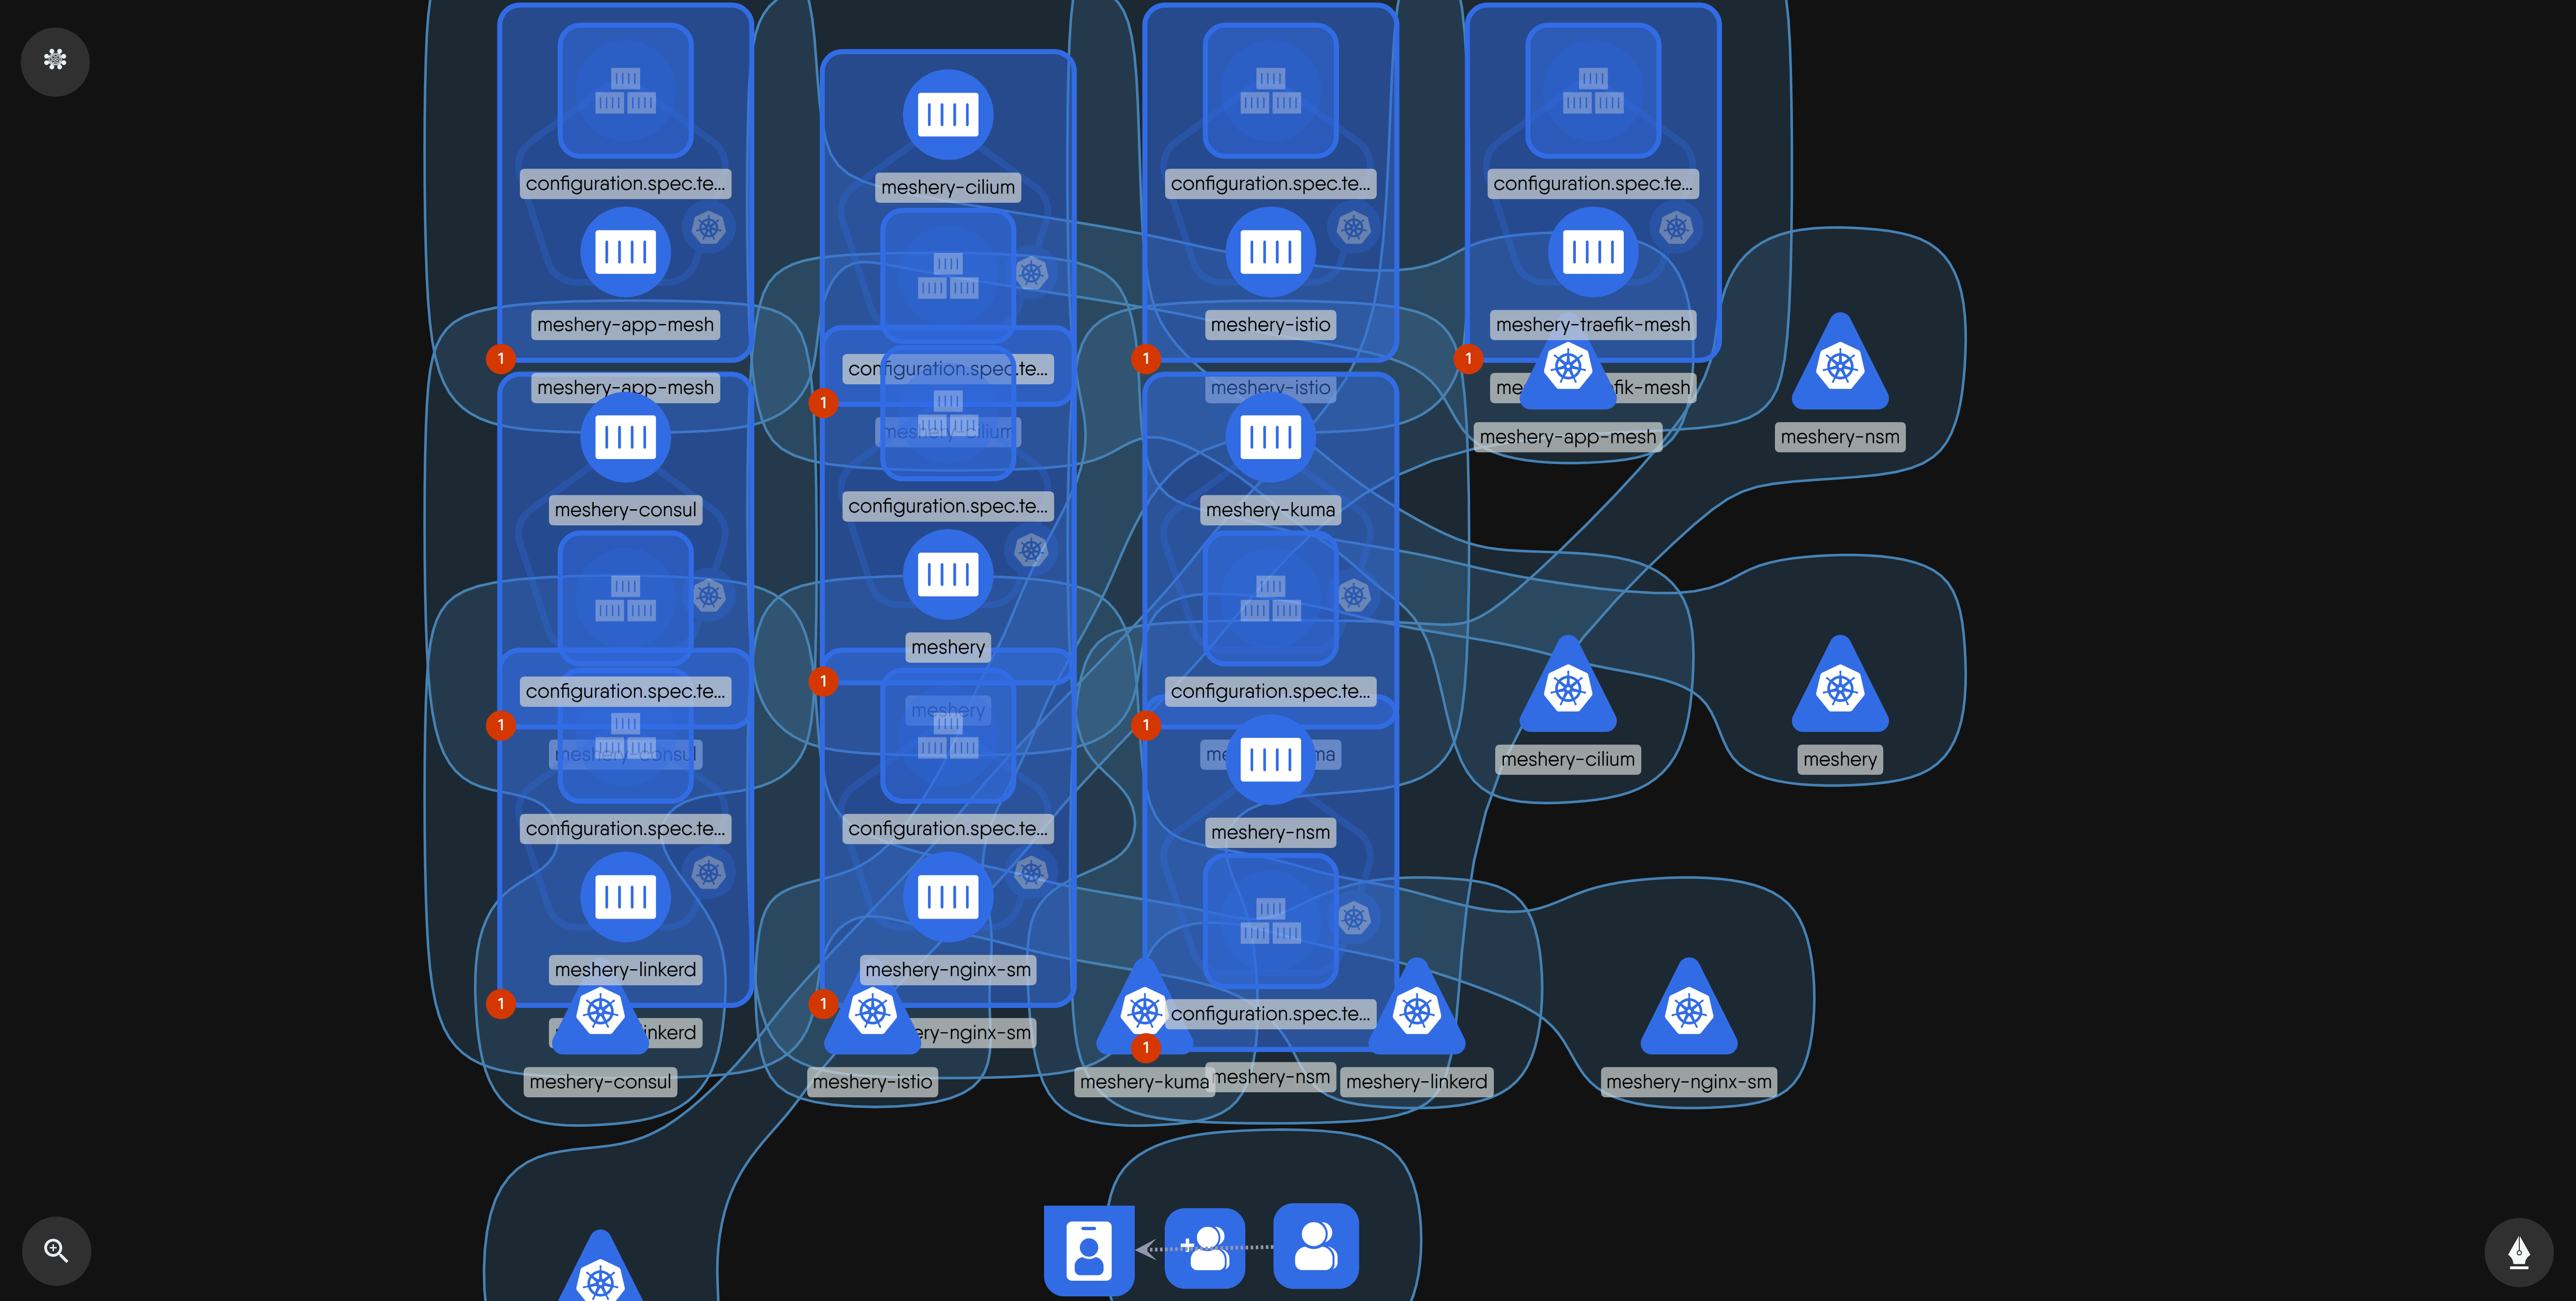 configuration.spec.te...
configuration.spec.te...
configuration.spec.te...
meshery-cilium
meshery-app-mesh
meshery-istio
meshery-traefik-mesh
1
1
1
configuration.spec.te...
meshery-app-mesh
meshery-istio
me
fik-mesh
1
meshery-cilium
meshery-app-mesh
meshery-nsm
meshery-consul
configuration.spec.te...
meshery-kuma
meshery
configuration.spec.te...
1
configuration.spec.te...
meshery
1
1
meshery-consul
me
ma
meshery-cilium
meshery
configuration.spec.te...
configuration.spec.te...
meshery-nsm
meshery-linkerd
meshery-nginx-sm
1
1
configuration.spec.te...
inkerd
ery-nginx-sm
1
meshery-consul
meshery-istio
meshery-kuma
meshery-nsm
meshery-linkerd
meshery-nginx-sm